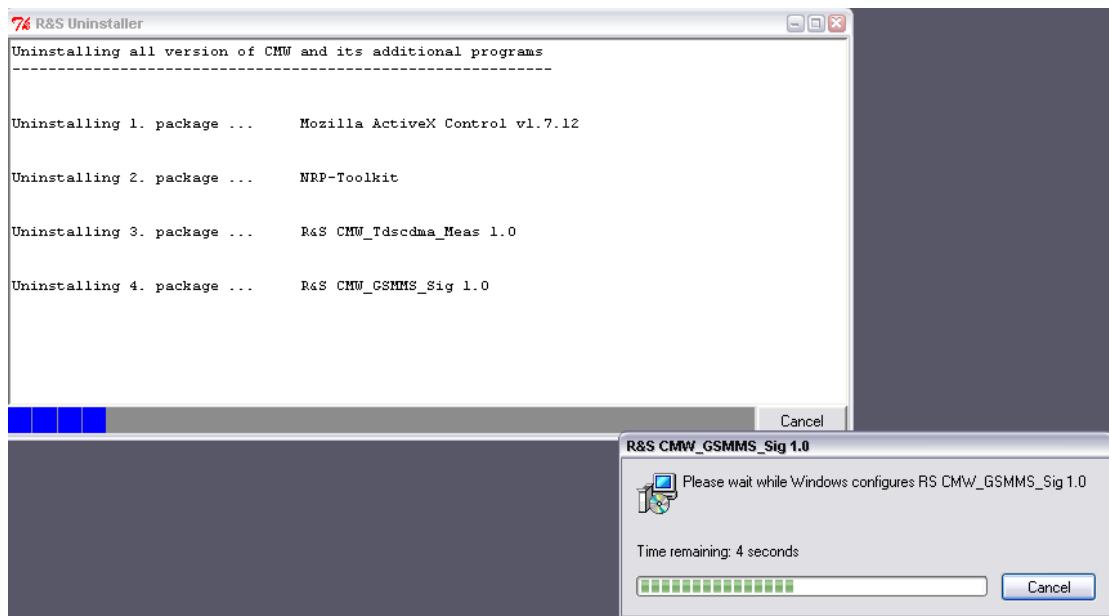 R&S Uninstaller
Uninstalling all version of CMW and its additional programs
------------------------------------------------------------
Uninstalling 1. package ... Mozilla ActiveX Control v1.7.12
Uninstalling 2. package ... NRP-Toolkit
Uninstalling 3. package ... R&S CMW_Tdscdma_Meas 1.0
Uninstalling 4. package ... R&S CMW_GSMMS_Sig 1.0
Cancel
R&S CMW_GSMMS_Sig 1.0
Please wait while Windows configures RS CMW_GSMMS_Sig 1.0
Time remaining: 4 seconds
Cancel